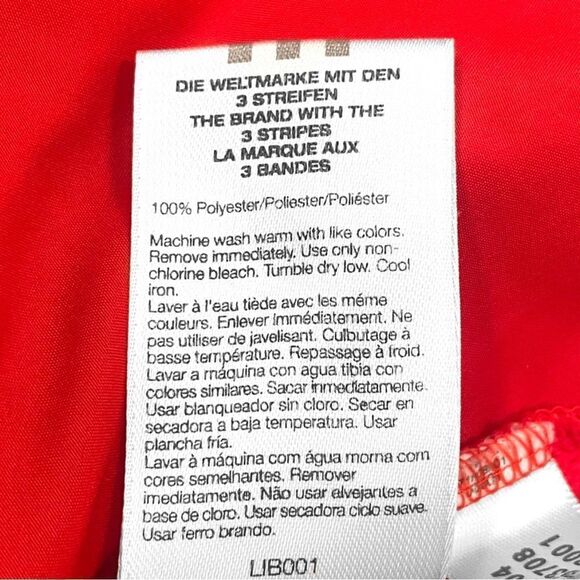 DIE WELTMARKE MIT DEN
3 STREIFEN
THE BRAND WITH THE
3 STRIPES
LA MARQUE AUX
3 BANDES
100% Polyester/Poliester/Poliéster
Machine wash warm with like colors.
Remove immediately. Use only non-
chlorine bleach. Tumble dry low. Cool
iron.
Laver à l'eau tiède avec les même
couleurs. Enlever immédiatement. Ne
pas utiliser de javelisant. Culbutage à
basse température. Repassage à froid.
Lavar a máquina con agua tibia con
colores similares. Sacar inmediatamente.
Usar blanqueador sin cloro. Secar en
secadora a baja temperatura. Usar
plancha fría.
Lavar à máquina com água morna com
cores semelhantes. Remover
imediatamente. Não usar alvejantes a
base de cloro. Usar secadora ciclo suave.
Usar ferro brando.
LIB001